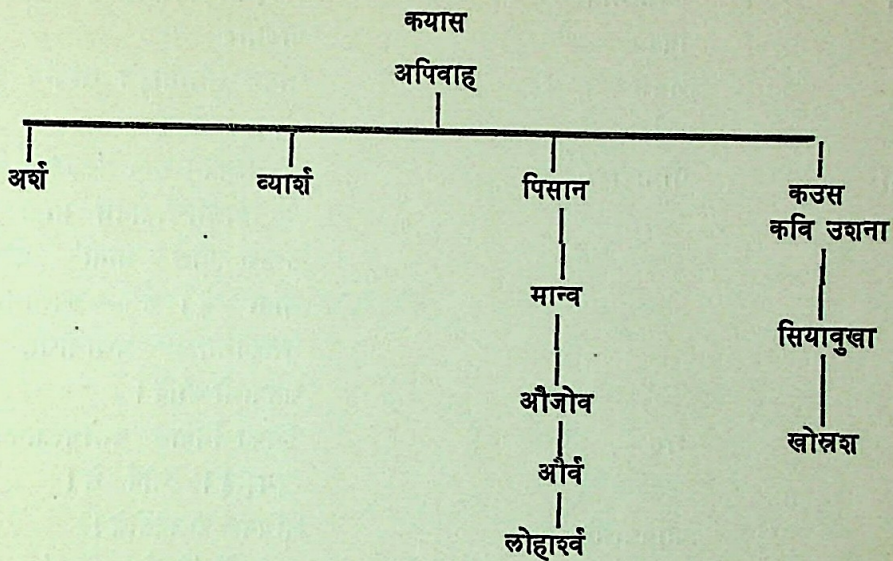 कयास
अपिवाह
अर्श
व्यार्श
पिसान
कउस
कवि उशना
मान्व
सियावुखा
औजोव
खोस्रश
और्व
लोहार्श्व